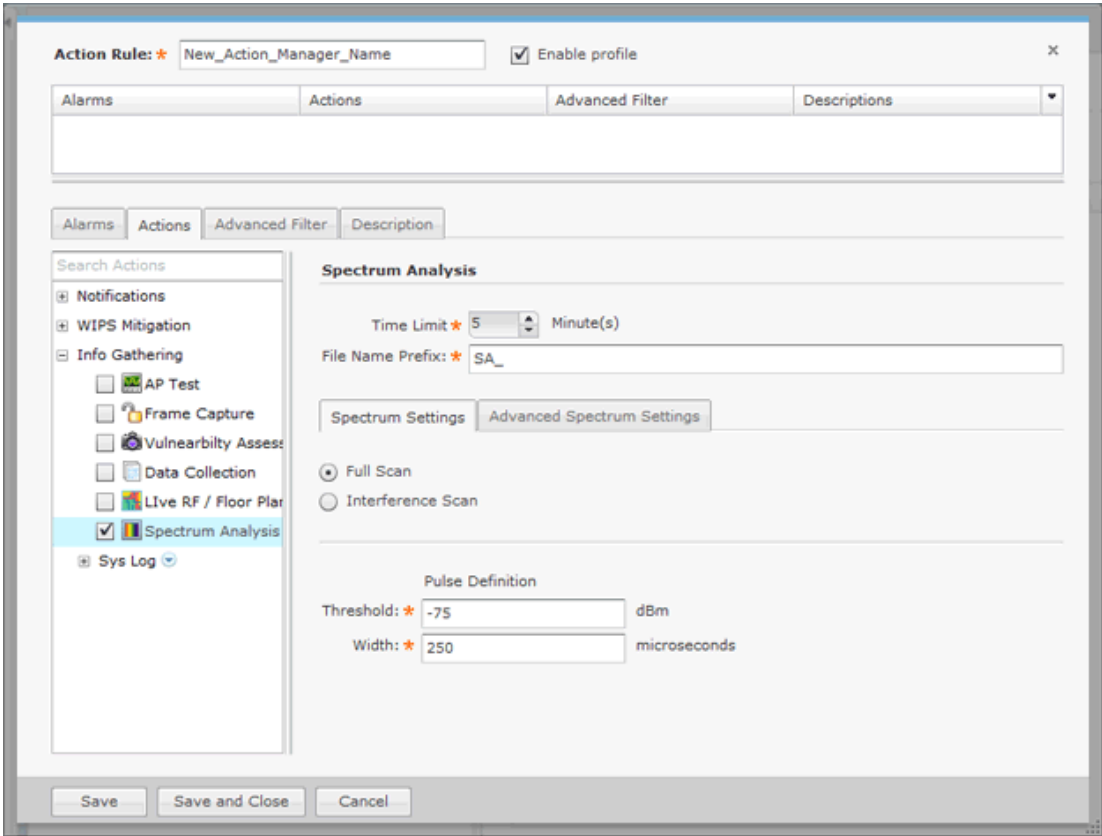 Action Rule: * New_Action_Manager_Name Enable profile
Alarms Actions Advanced Filter Descriptions
Alarms Actions Advanced Filter Description
Search Actions
Notifications
WIPS Mitigation
Info Gathering
AP Test
Frame Capture
Vulnearbilty Assess
Data Collection
LIve RF / Floor Plan
Spectrum Analysis
Sys Log
Spectrum Analysis
Time Limit * 5 Minute(s)
File Name Prefix: * SA_
Spectrum Settings Advanced Spectrum Settings
Full Scan
Interference Scan
Pulse Definition
Threshold: * -75 dBm
Width: * 250 microseconds
Save Save and Close Cancel